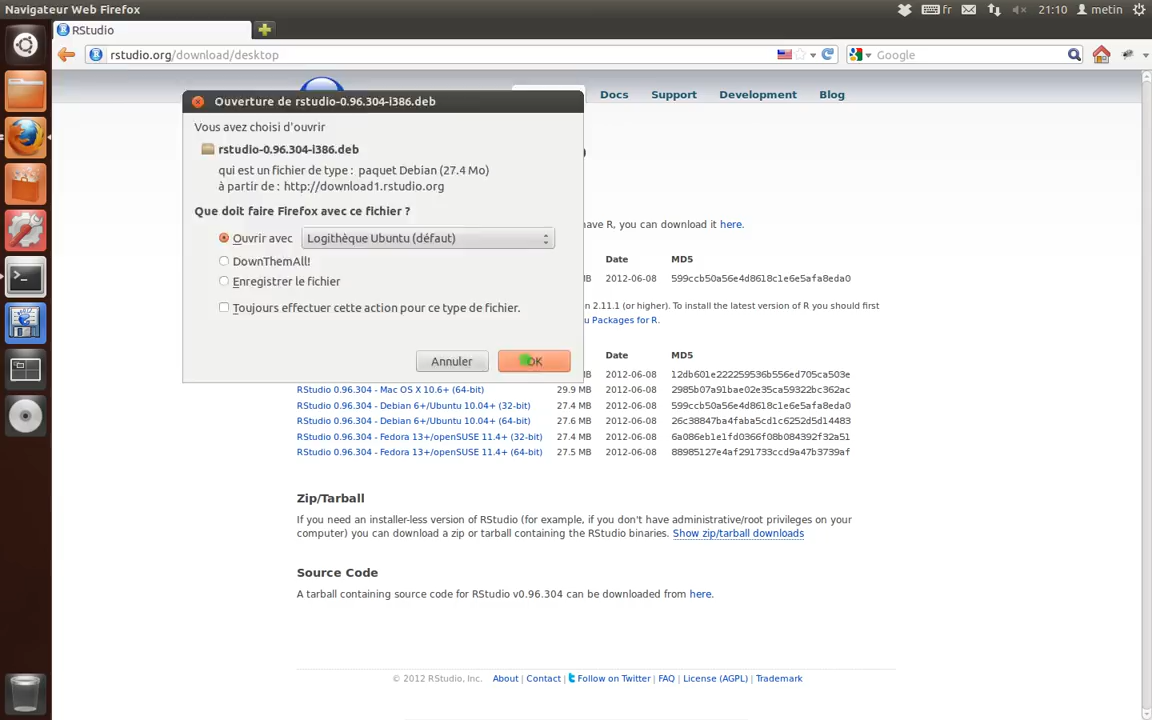 Navigateur Web Firefox
fr
21:10
metin
RStudio
rstudio.org/download/desktop
Google
Docs
Support
Development
Blog
Ouverture de rstudio-0.96.304-i386.deb
Vous avez choisi d'ouvrir
rstudio-0.96.304-i386.deb
qui est un fichier de type : paquet Debian (27.4 Mo)
à partir de : http://download1.rstudio.org
Que doit faire Firefox avec ce fichier ?
Ouvrir avec
Logithèque Ubuntu (défaut)
DownThemAll!
Enregistrer le fichier
Toujours effectuer cette action pour ce type de fichier.
Annuler
OK
have R, you can download it here.
Date MD5
2012-06-08 599ccb50a56e4d8618c1e6e5afa8eda0
2.11.1 (or higher). To install the latest version of R you should first
Packages for R.
Date MD5
2012-06-08 12db601e222259536b556ed705ca503e
RStudio 0.96.304 - Mac OS X 10.6+ (64-bit) 29.9 MB 2012-06-08 2985b07a91bae02e35ca59322bc362ac
RStudio 0.96.304 - Debian 6+/Ubuntu 10.04+ (32-bit) 27.4 MB 2012-06-08 599ccb50a56e4d8618c1e6e5afa8eda0
RStudio 0.96.304 - Debian 6+/Ubuntu 10.04+ (64-bit) 27.6 MB 2012-06-08 26c38847ba4faba5cd1c6252d5d14483
RStudio 0.96.304 - Fedora 13+/openSUSE 11.4+ (32-bit) 27.4 MB 2012-06-08 6a086eb1e1fd0366f08b084392f32a51
RStudio 0.96.304 - Fedora 13+/openSUSE 11.4+ (64-bit) 27.5 MB 2012-06-08 88985127e4af291733ccd9a47b3739af
Zip/Tarball
If you need an installer-less version of RStudio (for example, if you don't have administrative/root privileges on your
computer) you can download a zip or tarball containing the RStudio binaries. Show zip/tarball downloads
Source Code
A tarball containing source code for RStudio v0.96.304 can be downloaded from here.
© 2012 RStudio, Inc. About | Contact | Follow on Twitter | FAQ | License (AGPL) | Trademark